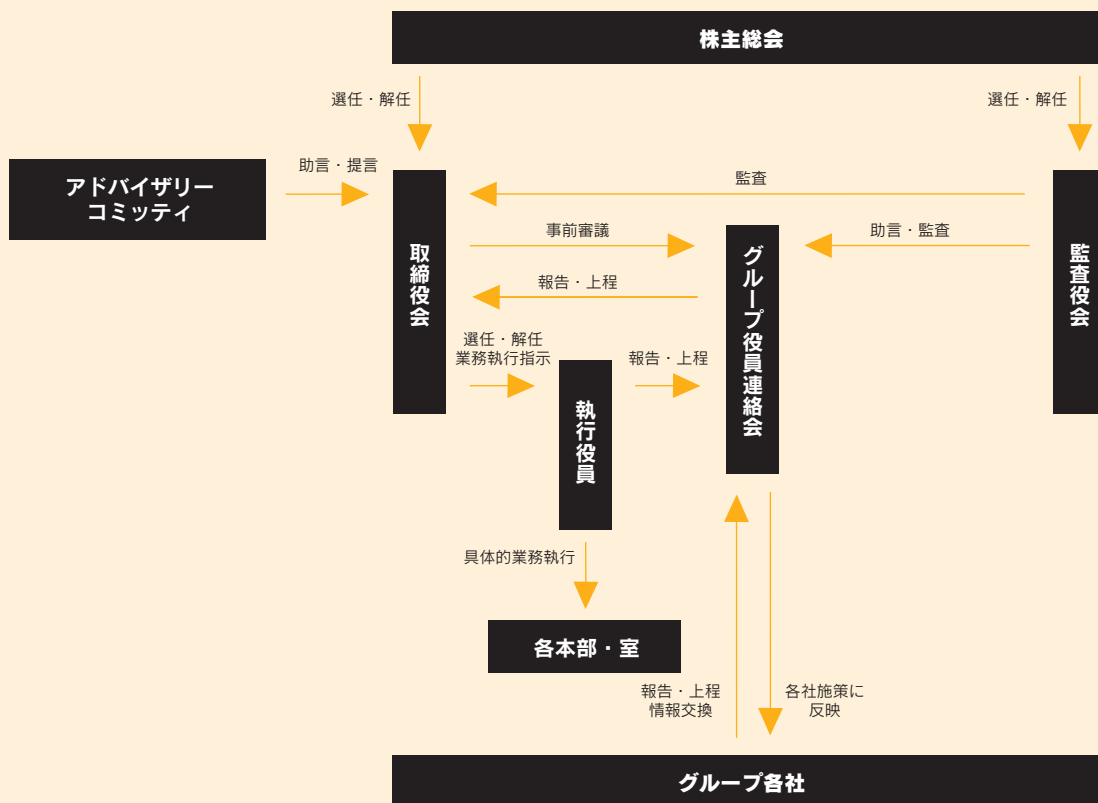 株主総会
選任・解任
選任・解任
アドバイザリー
コミッティ
助言・提言
監査
取締役会
事前審議
グループ役員連絡会
助言・監査
監査役会
報告・上程
選任・解任
業務執行指示
報告・上程
執行役員
具体的業務執行
各本部・室
報告・上程
情報交換
各社施策に
反映
グループ各社